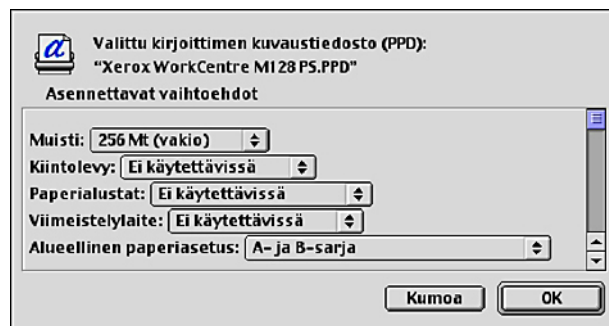 Valittu kirjoittimen kuvaustiedosto (PPD):
“Xerox WorkCentre M128 PS.PPD”
Asennettavat vaihtoehdot
Muisti: 256 Mt (vakio)
Kiintolevy: Ei käytettävissä
Paperialustat: Ei käytettävissä
Viimeistelylaite: Ei käytettävissä
Alueellinen paperiasetus: A- ja B-sarja
Kumoa OK